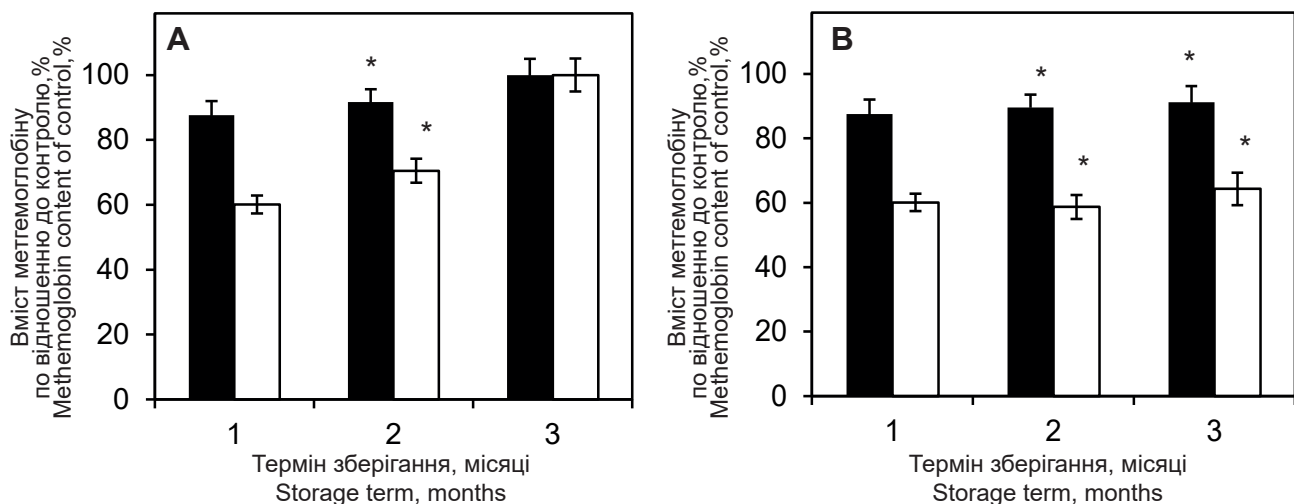 A
Вміст метгемоглобіну
по відношенню до контролю,%
Methemoglobin content of control,%
100
80
60
40
20
0
*
*
1 2 3
Термін зберігання, місяці
Storage term, months
B
Вміст метгемоглобіну
по відношенню до контролю,%
Methemoglobin content of control,%
100
80
60
40
20
0
*
*
*
*
1 2 3
Термін зберігання, місяці
Storage term, months